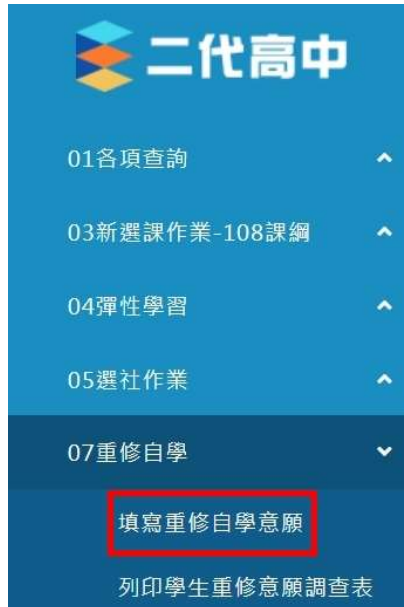 二代高中
01各項查詢
03新選課作業-108課綱
04彈性學習
05選社作業
07重修自學
填寫重修自學意願
列印學生重修意願調查表